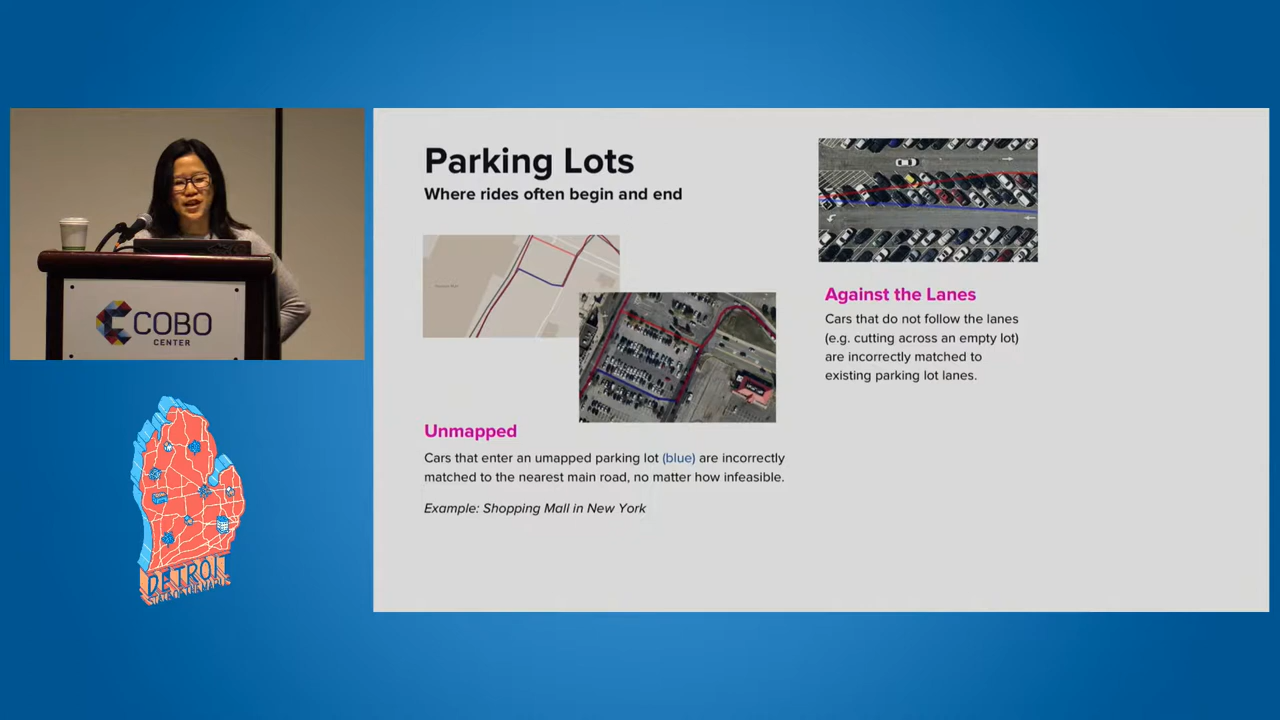 COBO
CENTER
DETROIT
Parking Lots
Where rides often begin and end
Unmapped
Cars that enter an umapped parking lot (blue) are incorrectly
matched to the nearest main road, no matter how infeasible.
Example: Shopping Mall in New York
Against the Lanes
Cars that do not follow the lanes
(e.g. cutting across an empty lot)
are incorrectly matched to
existing parking lot lanes.